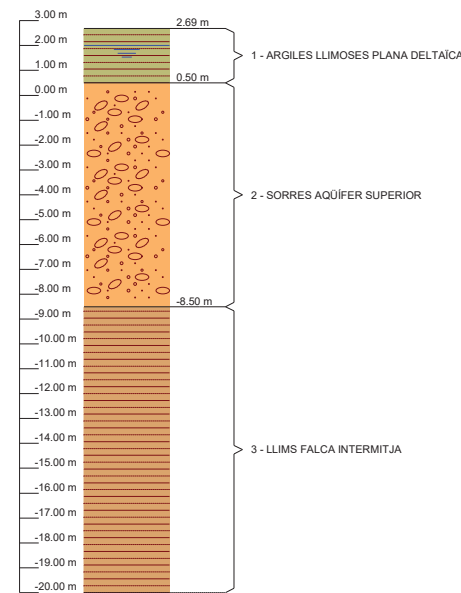 3.00 m
2.69 m
2.00 m
1 - ARGILES LLIMOSES PLANA DELTAÏCA
1.00 m
0.50 m
0.00 m
-1.00 m
-2.00 m
-3.00 m
-4.00 m
2 - SORRES AQÜÍFER SUPERIOR
-5.00 m
-6.00 m
-7.00 m
-8.00 m
-8.50 m
-9.00 m
-10.00 m
-11.00 m
-12.00 m
-13.00 m
-14.00 m
3 - LLIMS FALCA INTERMITJA
-15.00 m
-16.00 m
-17.00 m
-18.00 m
-19.00 m
-20.00 m